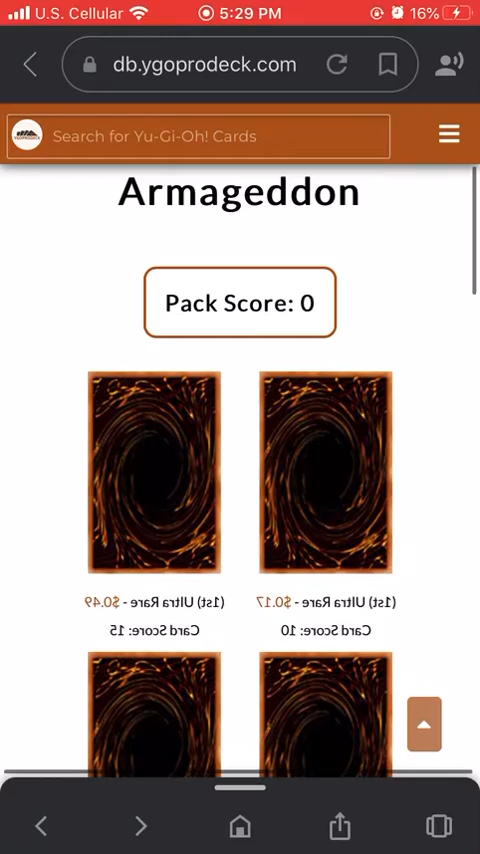 U.S. Cellular 5:29 PM 16%
db.ygoprodeck.com
YGOPRODECK Search for Yu-Gi-Oh! Cards
Armageddon
Pack Score: 0
(1st) Ultra Rare - $0.49 (1st) Ultra Rare - $0.17
Card Score: 15 Card Score: 10